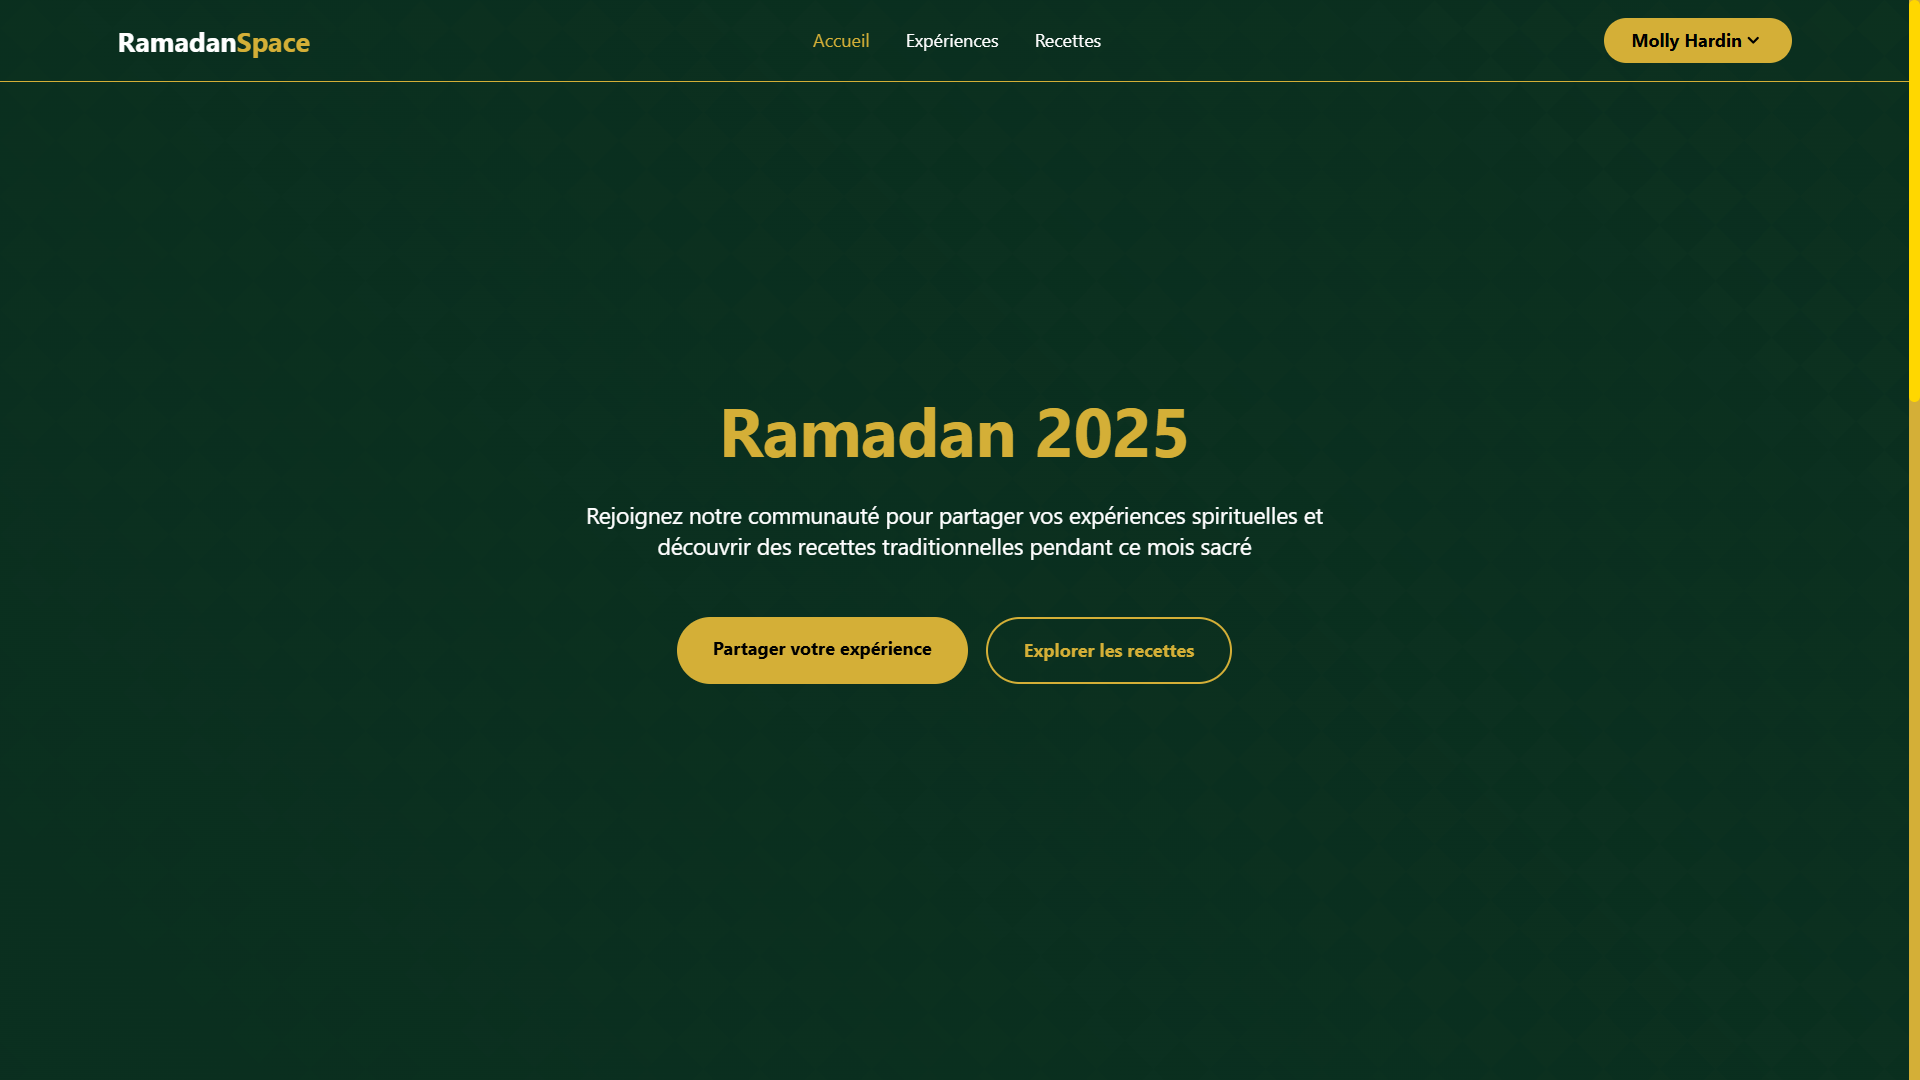 RamadanSpace
Accueil
Expériences
Recettes
Molly Hardin
Ramadan 2025
Rejoignez notre communauté pour partager vos expériences spirituelles et
découvrir des recettes traditionnelles pendant ce mois sacré
Partager votre expérience
Explorer les recettes